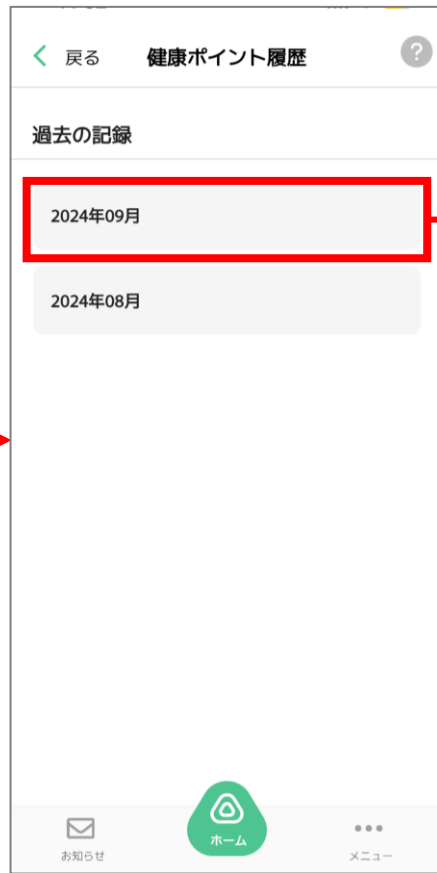 戻る 健康ポイント履歴 ?
過去の記録
2024年09月
2024年08月
お知らせ ホーム メニュー